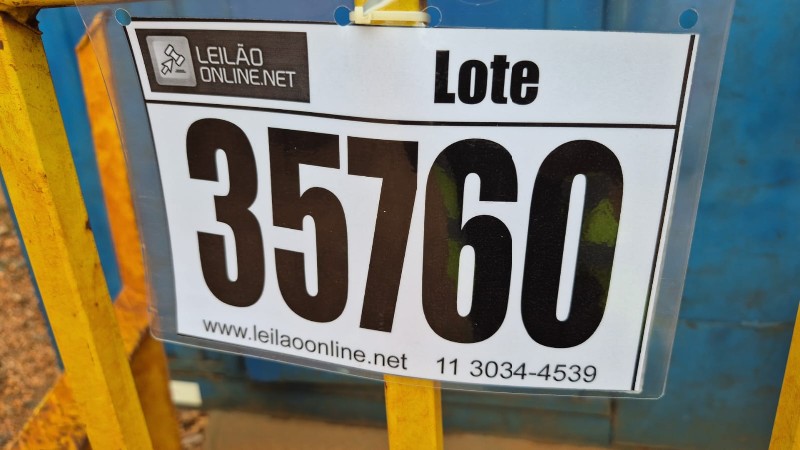 LEILÃO
ONLINE.NET
Lote
35760
www.leilaoonline.net 11 3034-4539